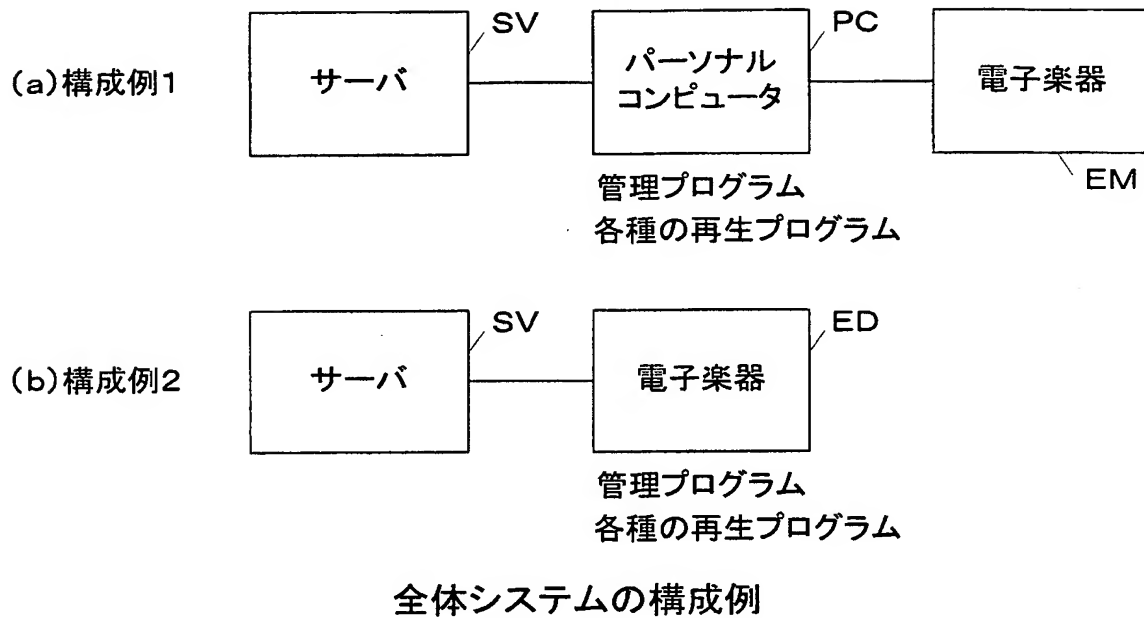 SV
PC
(a)構成例1
サーバ
パーソナル
コンピュータ
電子楽器
EM
管理プログラム
各種の再生プログラム
SV
ED
(b)構成例2
サーバ
電子楽器
管理プログラム
各種の再生プログラム
全体システムの構成例